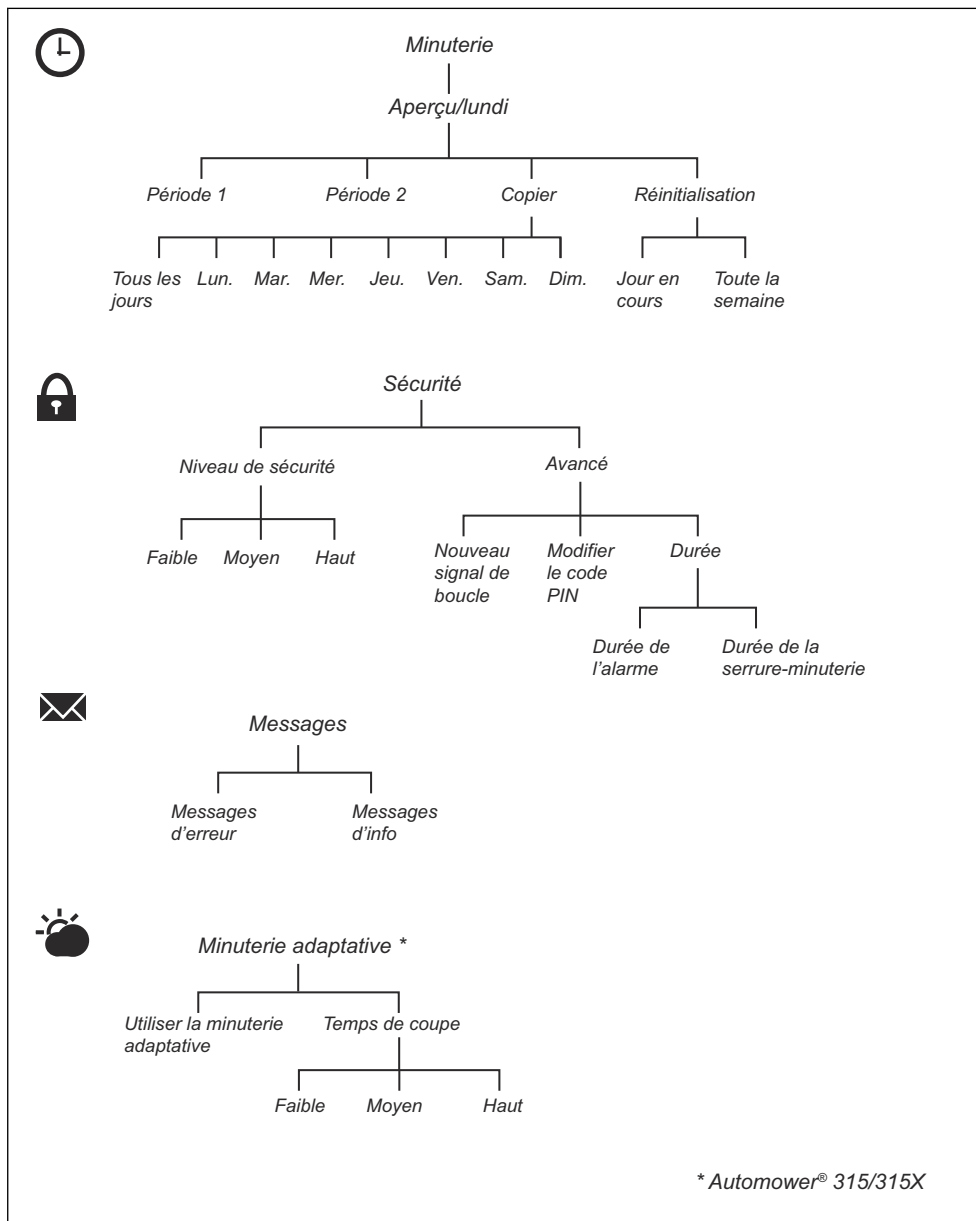 Minuterie
Aperçu/lundi
Période 1 Période 2 Copier Réinitialisation
Tous les Lun. Mar. Mer. Jeu. Ven. Sam. Dim. Jour en Toute la
jours cours semaine
Sécurité
Niveau de sécurité Avancé
Faible Moyen Haut Nouveau Modifier Durée
signal de le code
boucle PIN
Durée de Durée de la
l’alarme serrure-minuterie
Messages
Messages Messages
d’erreur d’info
Minuterie adaptative *
Utiliser la minuterie Temps de coupe
adaptative
Faible Moyen Haut
* Automower® 315/315X